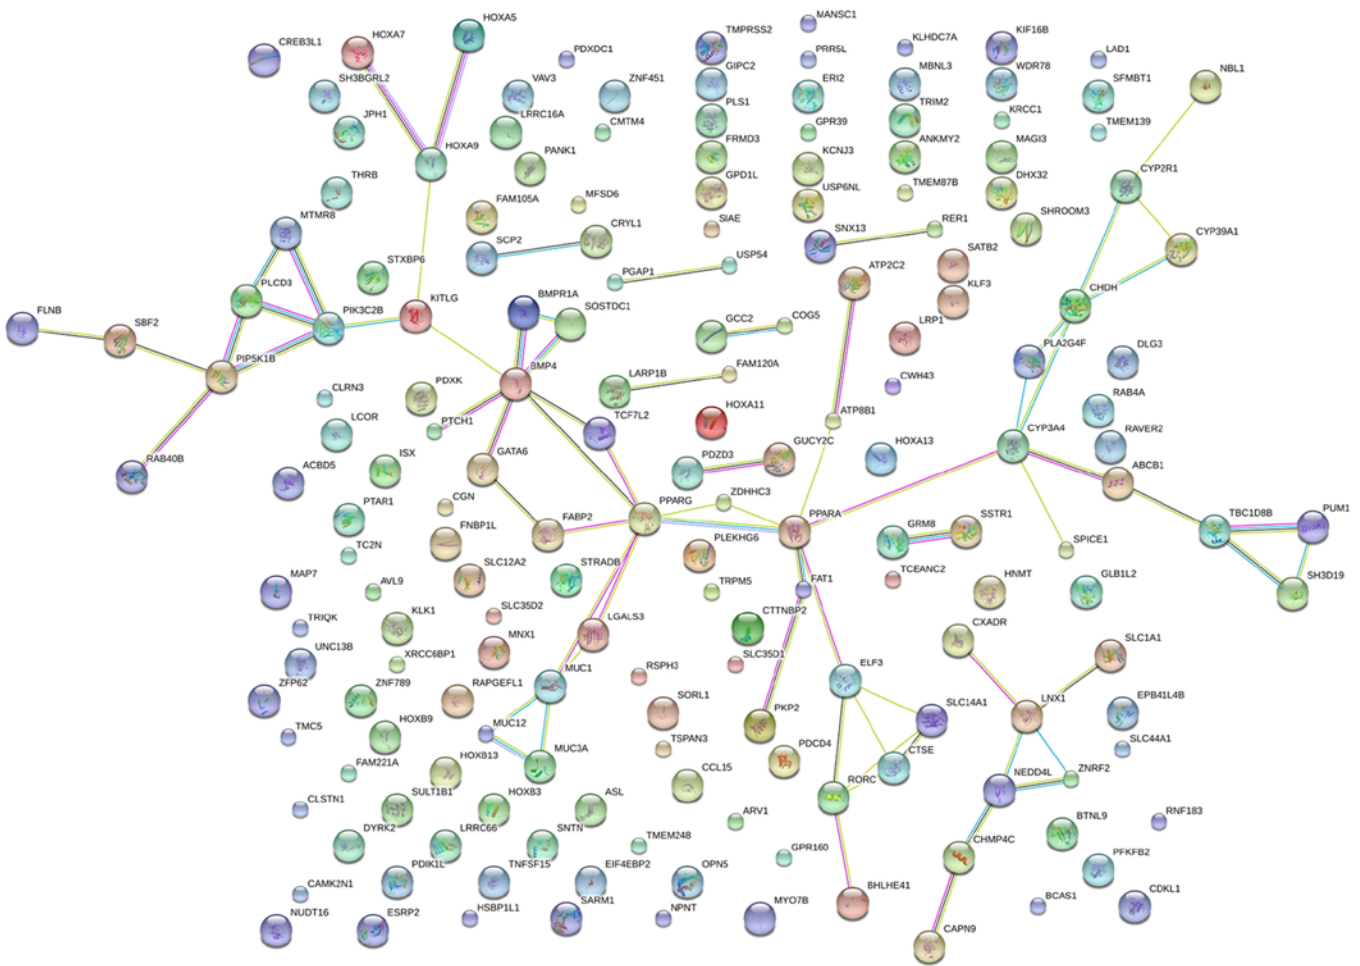 HOXA5
MANSC1
CREB3L1
HOXA7
PDXDC1
TMPRSS2
PRR5L
KLHDC7A
KIF16B
LAD1
NBL1
SH3BGRL2
VAV3
ZNF451
GIPC2
ERI2
MBNL3
WDR78
SFMBT1
JPH1
LRRC16A
CMTM4
PLS1
GPR39
TRIM2
KRCC1
TMEM139
HOXA9
PANK1
FRMD3
KCNJ3
ANKMY2
MAGI3
CYP2R1
THRB
FAM105A
MFSD6
GPD1L
USP6NL
TMEM87B
DHX32
MTMR8
SCP2
CRYL1
SIAE
SNX13
RER1
SHROOM3
CYP39A1
STXBP6
PGAP1
USP54
ATP2C2
SATB2
PLCD3
PIK3C2B
KITLG
BMPR1A
SOSTDC1
KLF3
CHDH
FLNB
SBF2
GCC2
COG5
LRP1
PIP5K1B
BMP4
PLA2G4F
DLG3
CLRN3
PDXK
LARP1B
FAM120A
CWH43
RAB4A
LCOR
PTCH1
TCF7L2
HOXA11
ATP8B1
CYP3A4
RAVER2
RAB40B
ACBD5
ISX
GATA6
PDZD3
GUCY2C
HOXA13
ABCB1
PTAR1
CGN
FABP2
PPARG
ZDHHC3
PPARA
TBC1D8B
PUM1
TC2N
FNBP1L
PLEKHG6
GRM8
SSTR1
SPICE1
MAP7
AVL9
SLC12A2
STRADB
TRPM5
FAT1
TCEANC2
HNMT
GLB1L2
SH3D19
TRIQK
KLK1
SLC35D2
LGALS3
CTTNBP2
CXADR
UNC13B
XRCC6BP1
MNX1
MUC1
RSPH3
SLC35D1
ELF3
SLC1A1
ZFP62
ZNF789
RAPGEFL1
MUC12
SORL1
PKP2
SLC14A1
LNX1
EPB41L4B
TMC5
HOXB9
MUC3A
TSPAN3
PDCD4
CTSE
SLC44A1
FAM221A
HOXB13
CCL15
RORC
NEDD4L
ZNRF2
CLSTN1
SULT1B1
HOXB3
ASL
ARV1
RNF183
DYRK2
LRRC66
SNTN
TMEM248
GPR160
CHMP4C
BTNL9
CAMK2N1
PDIK1L
TNFSF15
EIF4EBP2
OPN5
BHLHE41
PFKFB2
NUDT16
ESRP2
HSBP1L1
SARM1
NPNT
MYO7B
CAPN9
BCAS1
CDKL1